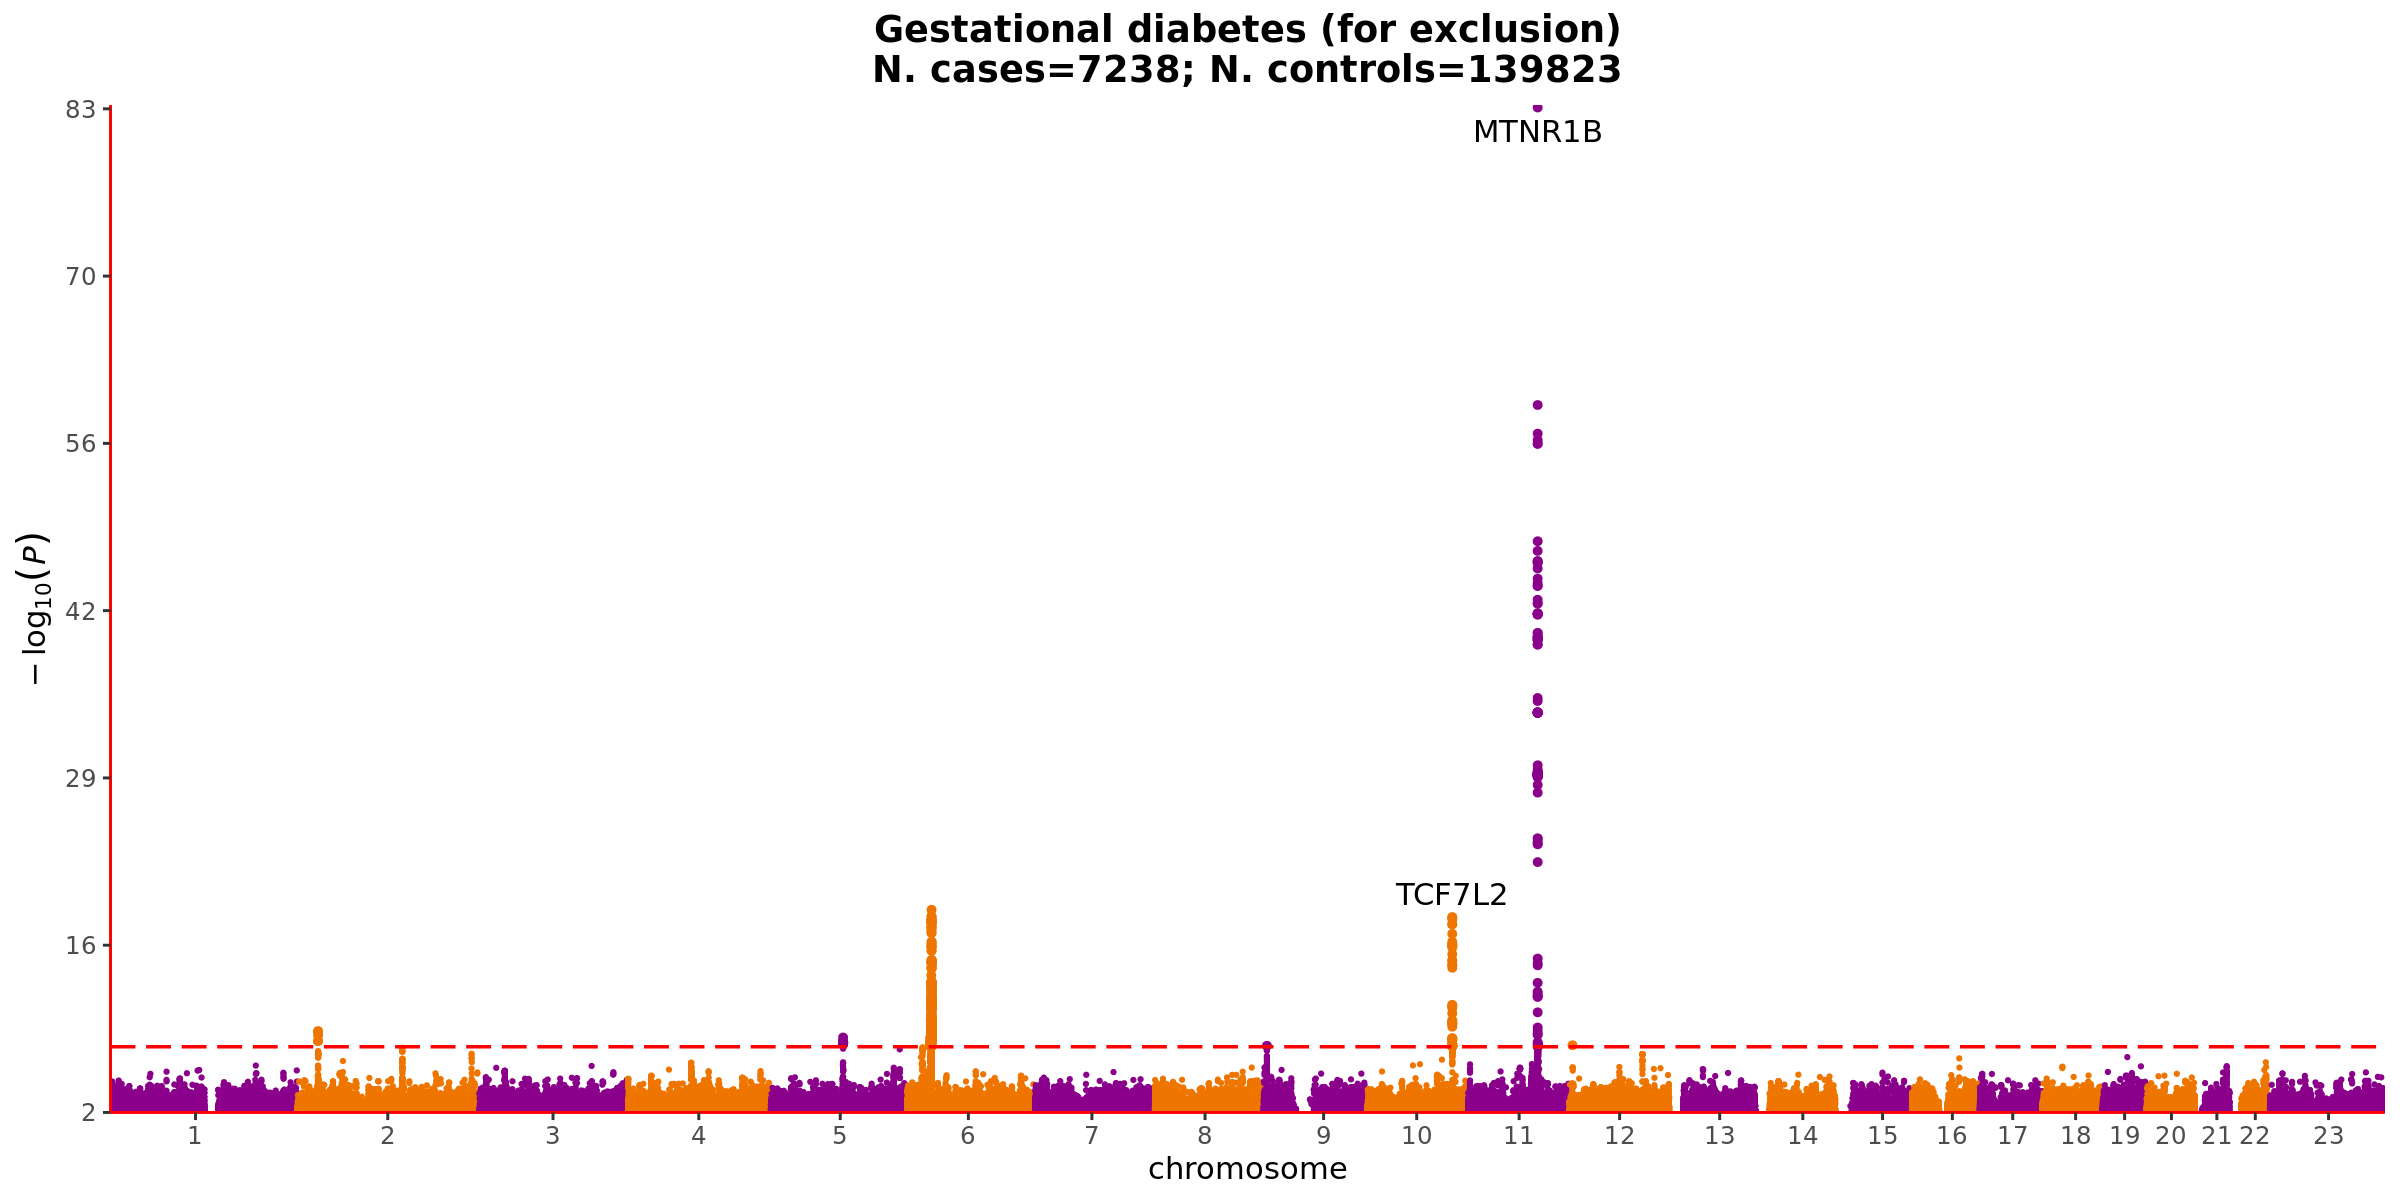 Gestational diabetes (for exclusion)
N. cases=7238; N. controls=139823
83
MTNR1B
70
56
− log10(P)
42
29
TCF7L2
16
2
1 2 3 4 5 6 7 8 9 10 11 12 13 14 15 16 17 18 19 20 21 22 23
chromosome